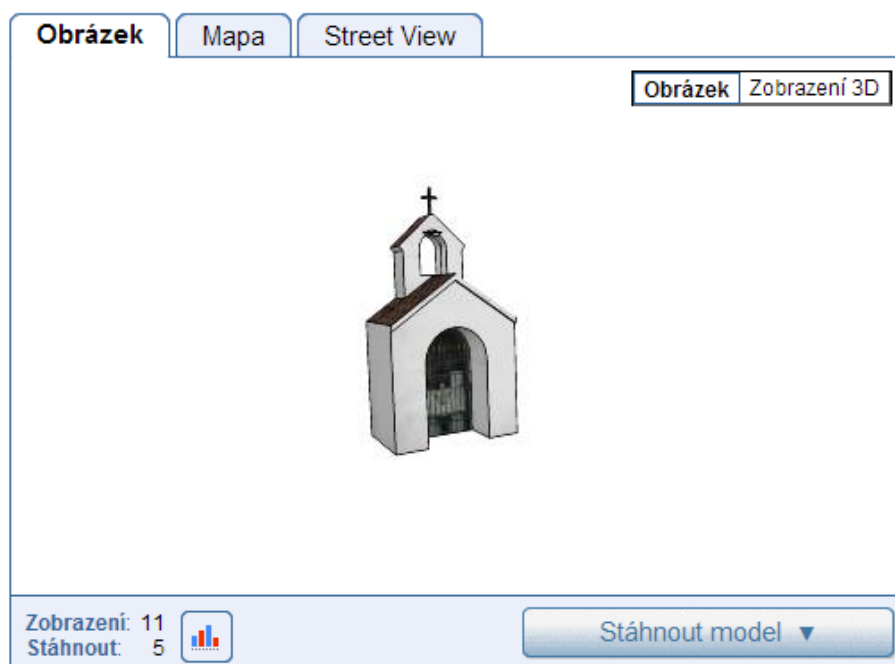 Obrázek Mapa Street View
Obrázek Zobrazení 3D
Zobrazení: 11
Stáhnout: 5
Stáhnout model ▼